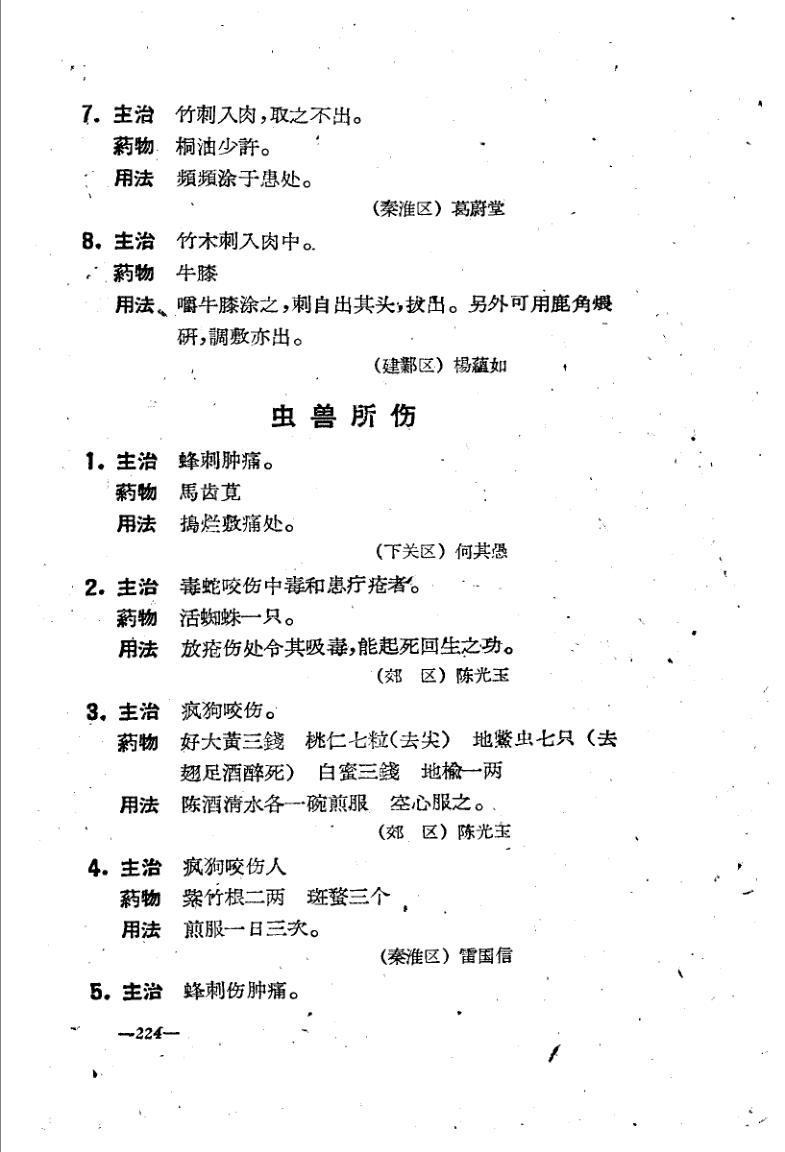 7. 主治 竹刺入肉,取之不出。
葯物 桐油少許。
用法 頻頻涂于患处。
(秦淮区) 葛蔚堂
8. 主治 竹木刺入肉中。
葯物 牛膝
用法 嚼牛膝涂之,刺自出其头,拔出。另外可用鹿角煅
研,調敷亦出。
(建鄴区) 楊蘊如
虫兽所伤
1. 主治 蜂刺肿痛。
葯物 馬齿莧
用法 搗烂敷痛处。
(下关区) 何其愚
2. 主治 毒蛇咬伤中毒和患疔疮者。
葯物 活蜘蛛一只。
用法 放疮伤处令其吸毒,能起死回生之功。
(郊 区) 陈光玉
3. 主治 疯狗咬伤。
葯物 好大黃三錢 桃仁七粒(去尖) 地鱉虫七只 (去
翅足酒醉死) 白蜜三錢 地榆一两
用法 陈酒清水各一碗煎服 空心服之。
(郊 区) 陈光玉
4. 主治 疯狗咬伤人
葯物 紫竹根二两 斑蝥三个
用法 煎服一日三次。
(秦淮区) 雷国信
5. 主治 蜂刺伤肿痛。
—224—